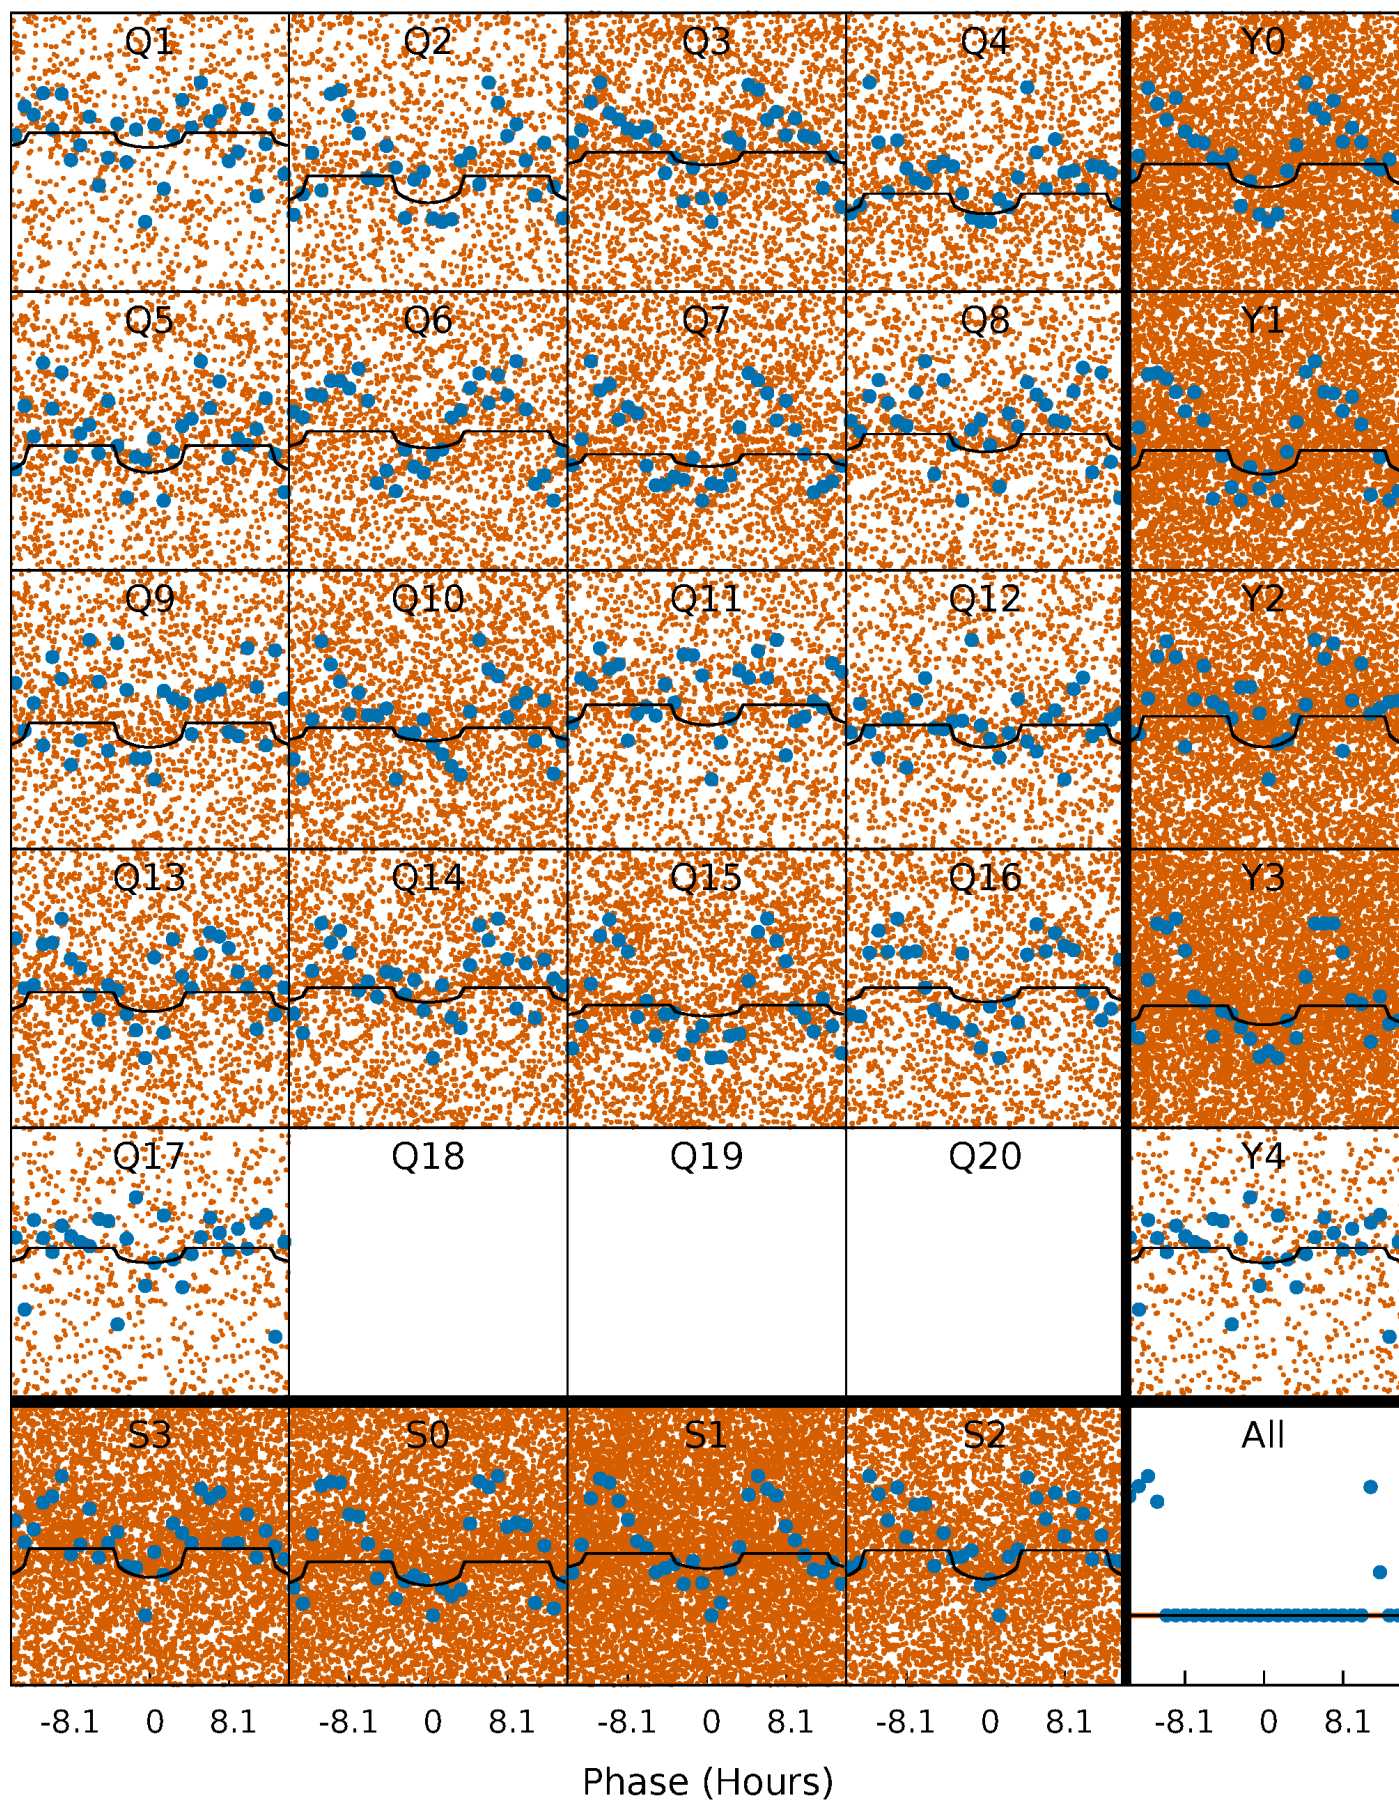 Q1 Q2 Q3 Q4 Y0
Q5 Q6 Q7 Q8 Y1
Q9 Q10 Q11 Q12 Y2
Q13 Q14 Q15 Q16 Y3
Q17 Q18 Q19 Q20 Y4
S3 S0 S1 S2 All
-8.1 0 8.1 -8.1 0 8.1 -8.1 0 8.1 -8.1 0 8.1 -8.1 0 8.1
Phase (Hours)